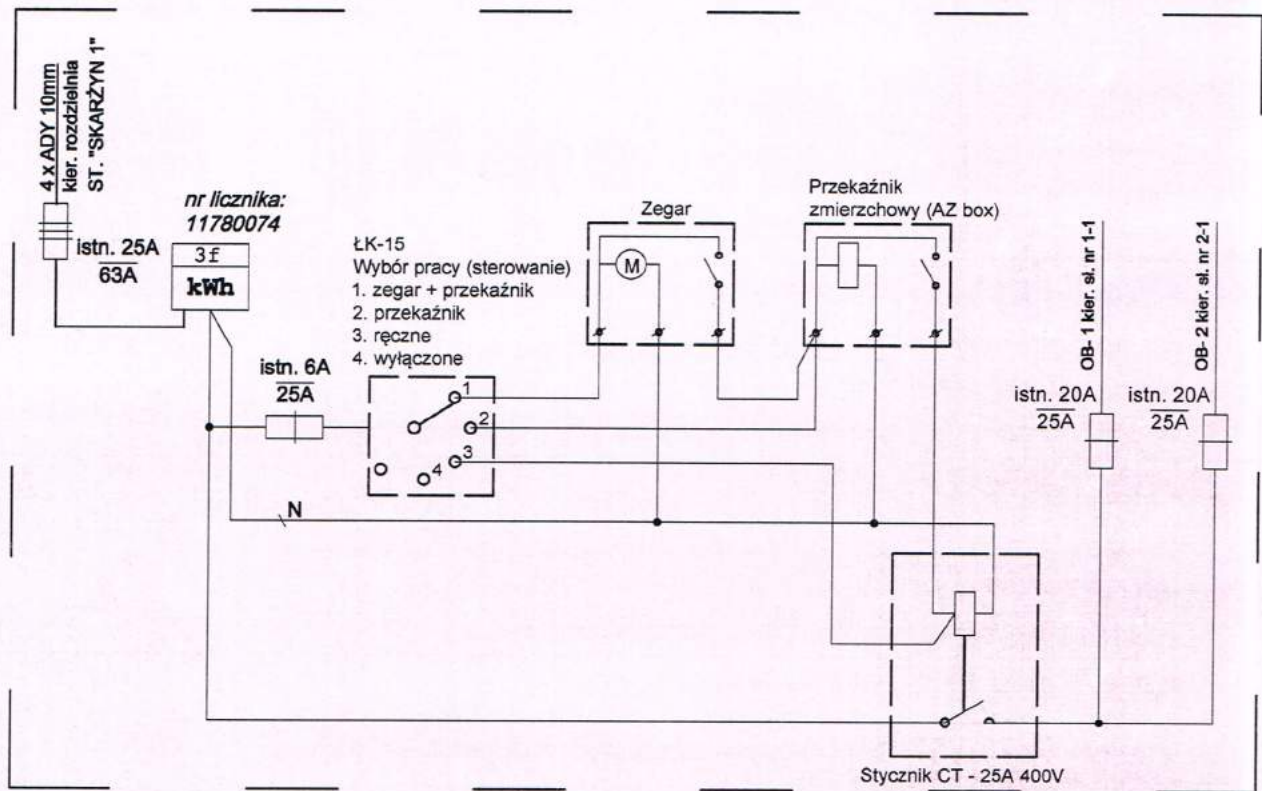 4 x ADY 10mm
kier. rozdzielnia
ST. "SKARŻYN 1"
istn. 25A
63A
nr licznika:
11780074
3f
kWh
ŁK-15
Wybór pracy (sterowanie)
1. zegar + przekaźnik
2. przekaźnik
3. ręczne
4. wyłączone
istn. 6A
25A
1
2
3
4
N
Zegar
M
Przekaźnik
zmierzchowy (AZ box)
OB- 1 kier. sł. nr 1-1
OB- 2 kier. sł. nr 2-1
istn. 20A
25A
istn. 20A
25A
Stycznik CT - 25A 400V